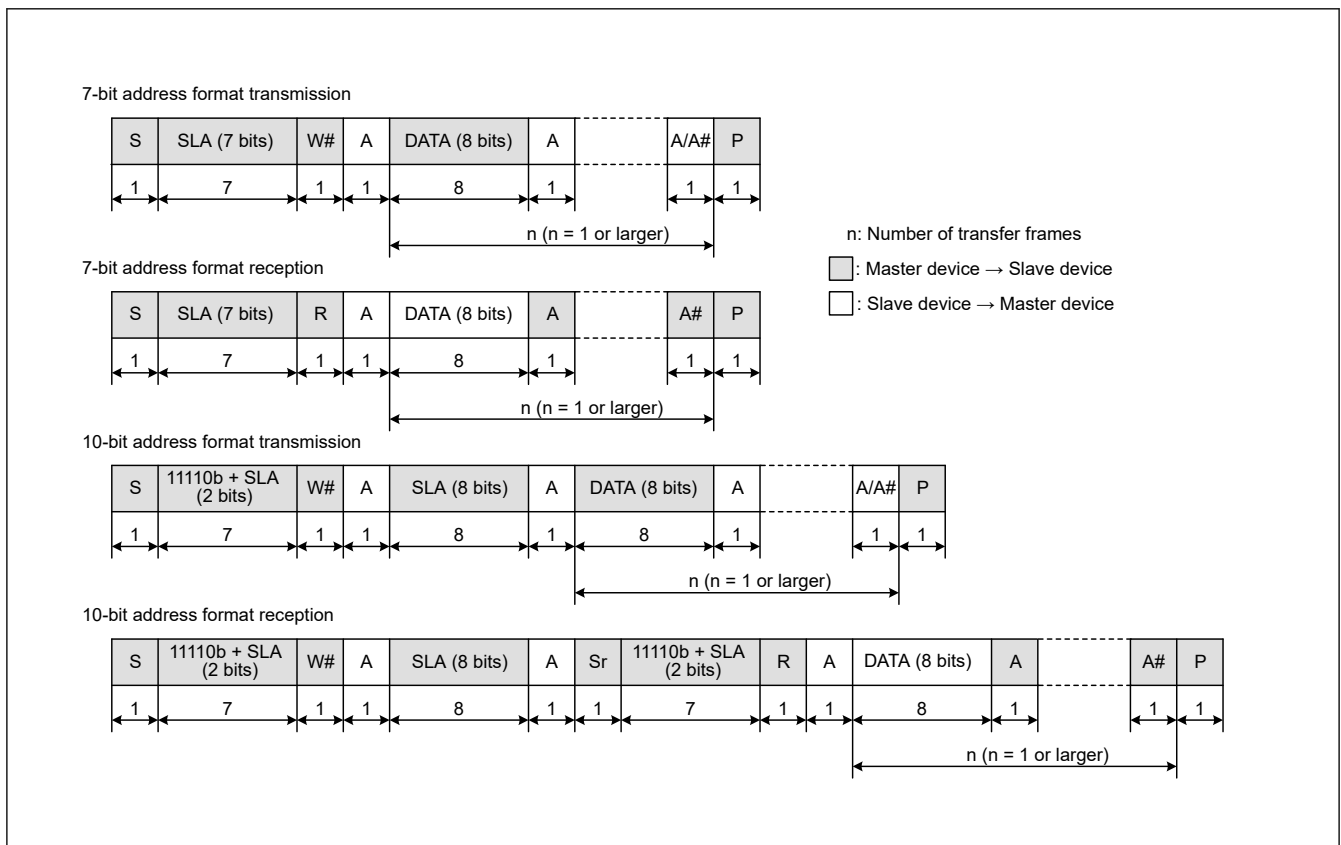 7-bit address format transmission
S SLA (7 bits) W# A DATA (8 bits) A A/A# P
1 7 1 1 8 1 1 1
n (n = 1 or larger)
n: Number of transfer frames
: Master device → Slave device
: Slave device → Master device
7-bit address format reception
S SLA (7 bits) R A DATA (8 bits) A A# P
1 7 1 1 8 1 1 1
n (n = 1 or larger)
10-bit address format transmission
S 11110b + SLA (2 bits) W# A SLA (8 bits) A DATA (8 bits) A A/A# P
1 7 1 1 8 1 8 1 1 1
n (n = 1 or larger)
10-bit address format reception
S 11110b + SLA (2 bits) W# A SLA (8 bits) A Sr 11110b + SLA (2 bits) R A DATA (8 bits) A A# P
1 7 1 1 8 1 1 7 1 1 8 1 1 1
n (n = 1 or larger)